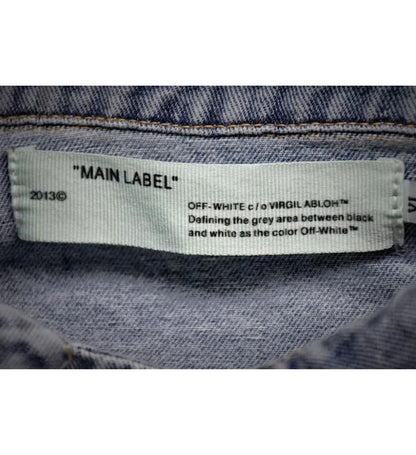 "MAIN LABEL"
2013©
OFF-WHITE c/o VIRGIL ABLOH™
Defining the grey area between black
and white as the color Off-White™